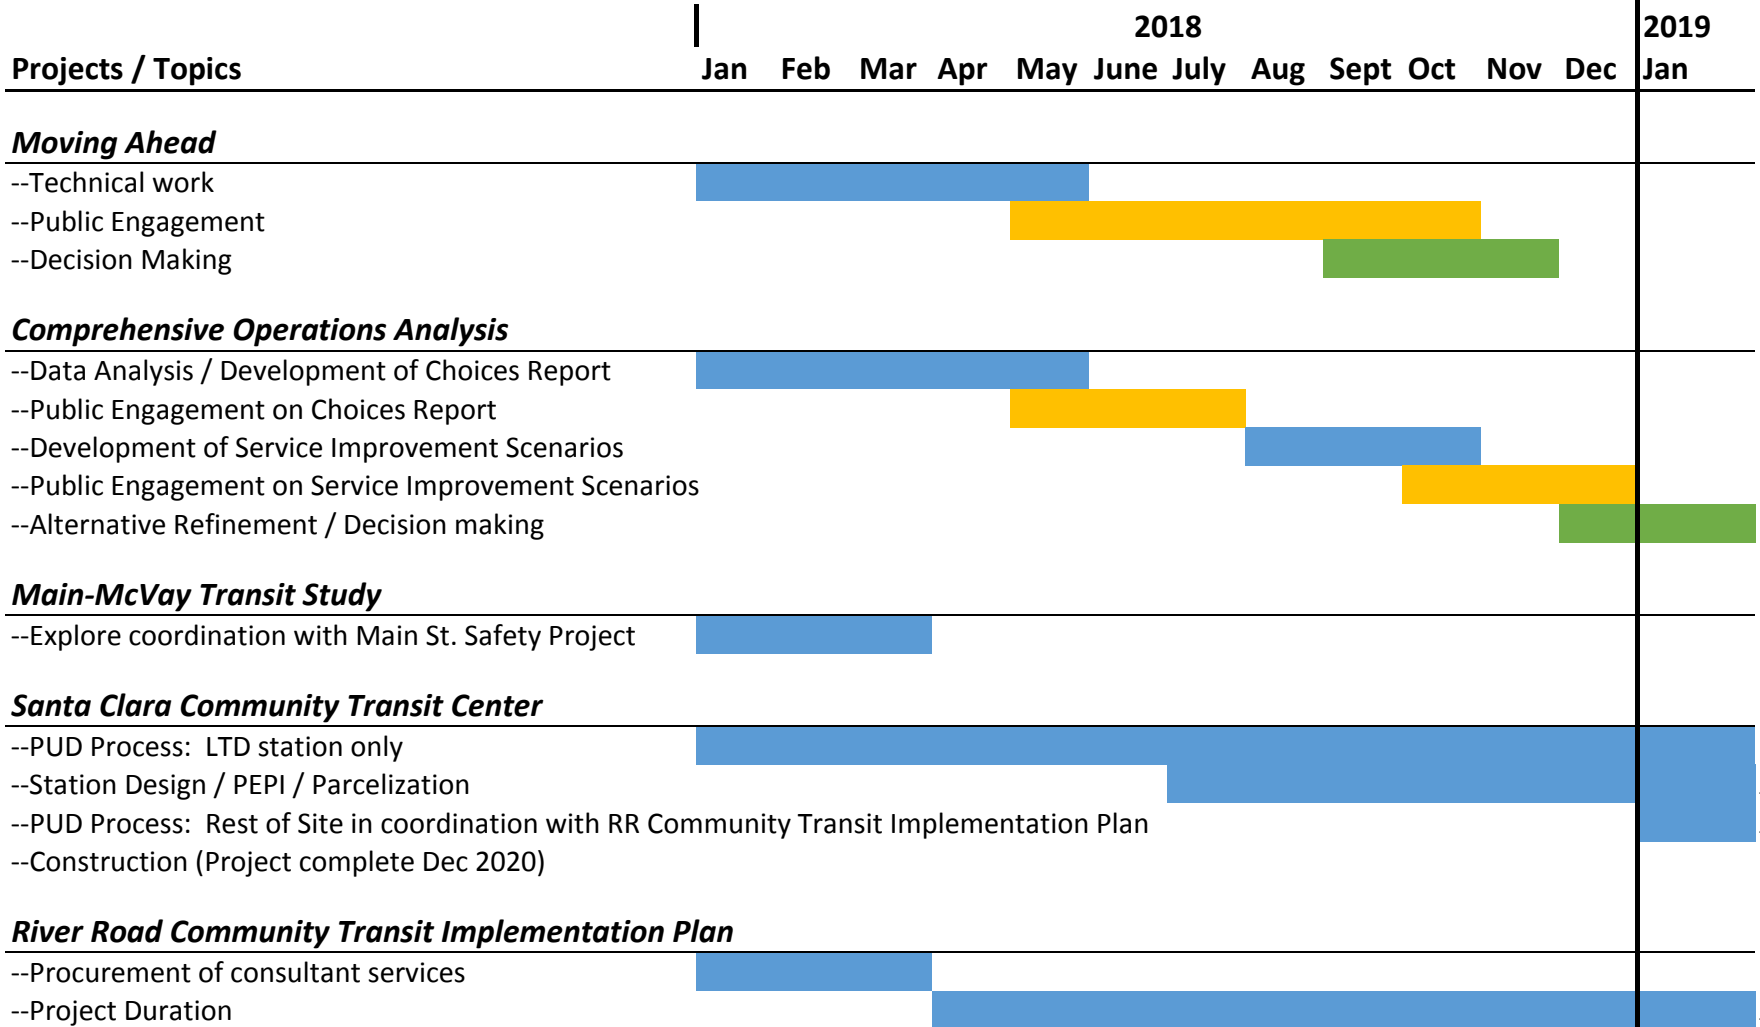 2018 2019
Projects / Topics Jan Feb Mar Apr May June July Aug Sept Oct Nov Dec Jan
Moving Ahead
--Technical work
--Public Engagement
--Decision Making
Comprehensive Operations Analysis
--Data Analysis / Development of Choices Report
--Public Engagement on Choices Report
--Development of Service Improvement Scenarios
--Public Engagement on Service Improvement Scenarios
--Alternative Refinement / Decision making
Main-McVay Transit Study
--Explore coordination with Main St. Safety Project
Santa Clara Community Transit Center
--PUD Process: LTD station only
--Station Design / PEPI / Parcelization
--PUD Process: Rest of Site in coordination with RR Community Transit Implementation Plan
--Construction (Project complete Dec 2020)
River Road Community Transit Implementation Plan
--Procurement of consultant services
--Project Duration